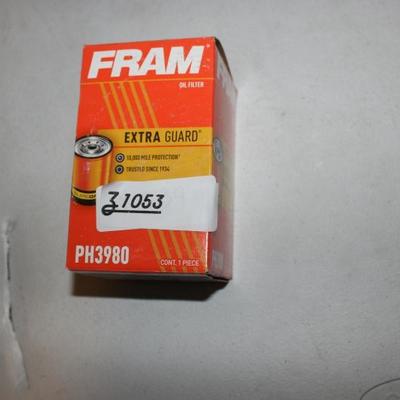 FRAM
OIL FILTER
EXTRA GUARD®
10,000 MILE PROTECTION†
TRUSTED SINCE 1934
Z1053
PH3980
CONT. 1 PIECE